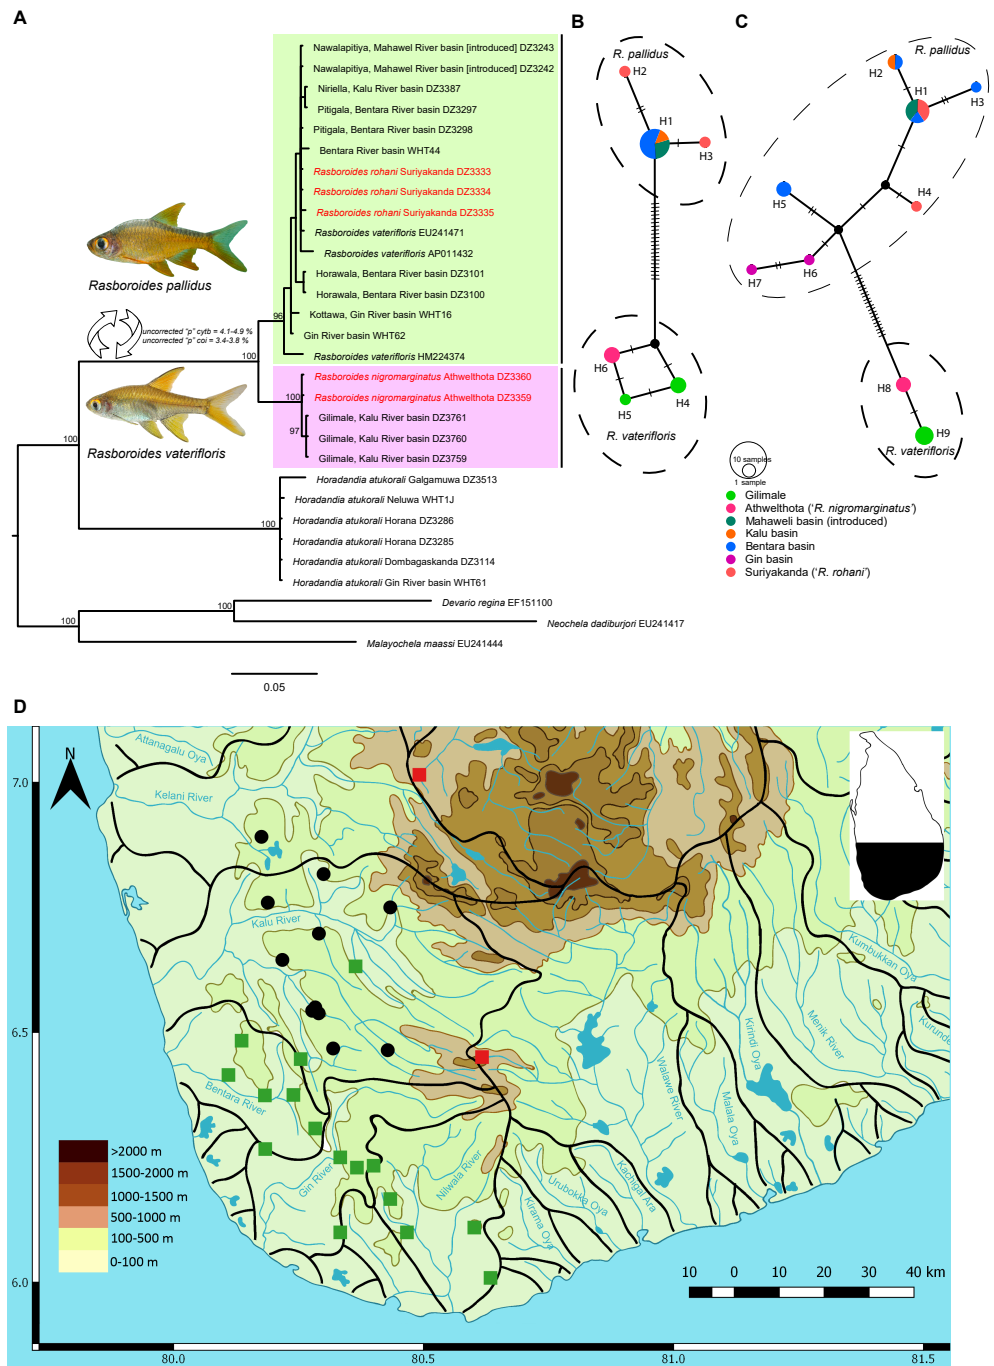 A
Nawalapitiya, Mahawel River basin [introduced] DZ3243
Nawalapitiya, Mahawel River basin [introduced] DZ3242
Niriella, Kalu River basin DZ3387
Pitigala, Bentara River basin DZ3297
Pitigala, Bentara River basin DZ3298
Bentara River basin WHT44
Rasboroides rohani Suriyakanda DZ3333
Rasboroides rohani Suriyakanda DZ3334
Rasboroides rohani Suriyakanda DZ3335
Rasboroides vaterifloris EU241471
Rasboroides vaterifloris AP011432
Horawala, Bentara River basin DZ3101
Horawala, Bentara River basin DZ3100
Kottawa, Gin River basin WHT16
Gin River basin WHT62
Rasboroides vaterifloris HM224374
Rasboroides nigromarginatus Athwelthota DZ3360
Rasboroides nigromarginatus Athwelthota DZ3359
Gilimale, Kalu River basin DZ3761
Gilimale, Kalu River basin DZ3760
Gilimale, Kalu River basin DZ3759
Horadandia atukorali Galgamuwa DZ3513
Horadandia atukorali Neluwa WHT1J
Horadandia atukorali Horana DZ3286
Horadandia atukorali Horana DZ3285
Horadandia atukorali Dombagaskanda DZ3114
Horadandia atukorali Gin River basin WHT61
Devario regina EF151100
Neochela dadiburjori EU241417
Malayochela maassi EU241444
Rasboroides pallidus
uncorrected "p" cytb = 4.1-4.9 %
uncorrected "p" coi = 3.4-3.8 %
Rasboroides vaterifloris
96
100
100
97
100
100
100
100
0.05
B
R. pallidus
H2
H1
H3
H6
H5
H4
R. vaterifloris
C
R. pallidus
H2
H1
H3
H4
H5
H6
H7
H8
H9
R. vaterifloris
10 samples
1 sample
Gilimale
Athwelthota ('R. nigromarginatus')
Mahaweli basin (introduced)
Kalu basin
Bentara basin
Gin basin
Suriyakanda ('R. rohani')
D
N
Attanagalu Oya
Kelani River
Kalu River
Bentara River
Gin River
Nilwala River
Kirama Oya
Urubokka Oya
Kachigal Ara
Walawe River
Malala Oya
Kirindi Oya
Menik River
Kumbukkan Oya
Kurunde
>2000 m
1500-2000 m
1000-1500 m
500-1000 m
100-500 m
0-100 m
10 0 10 20 30 40 km
7.0
6.5
6.0
80.0 80.5 81.0 81.5